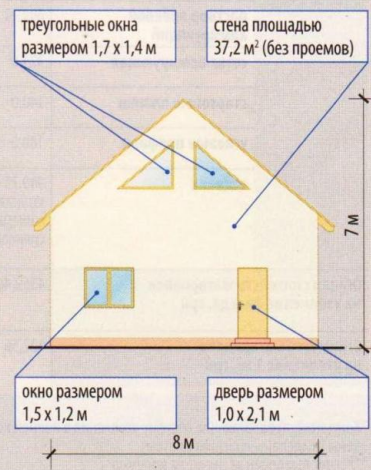 треугольные окна
размером 1,7 x 1,4 м
стена площадью
37,2 м² (без проемов)
7 м
окно размером
1,5 x 1,2 м
дверь размером
1,0 x 2,1 м
8 м